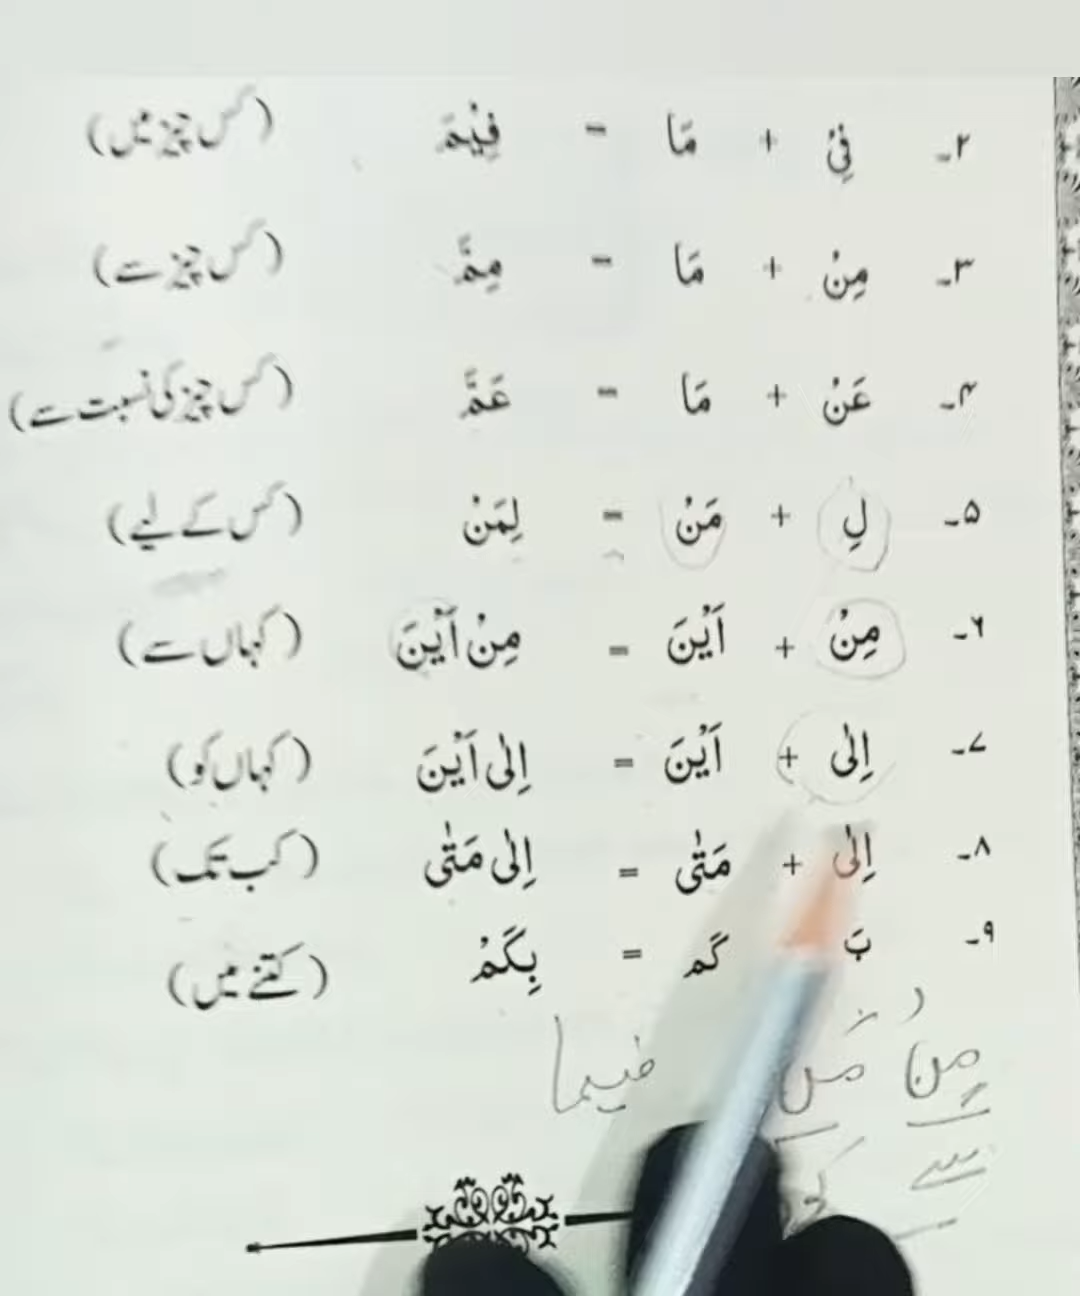 ۲۔ فِیْ + مَا = فِیْمَ (کس چیز میں)
۳۔ مِنْ + مَا = مِمَّ (کس چیز سے)
۴۔ عَنْ + مَا = عَمَّ (کس چیز کی نسبت سے)
۵۔ لِ + مَنْ = لِمَنْ (کس کے لیے)
۶۔ مِنْ + اَیْنَ = مِنْ اَیْنَ (کہاں سے)
۷۔ اِلٰی + اَیْنَ = اِلٰی اَیْنَ (کہاں کو)
۸۔ اِلٰی + مَتٰی = اِلٰی مَتٰی (کب تک)
۹۔ بَ کَم = بِکَمْ (کتنے میں)
مِنْ مَن فیما
سے